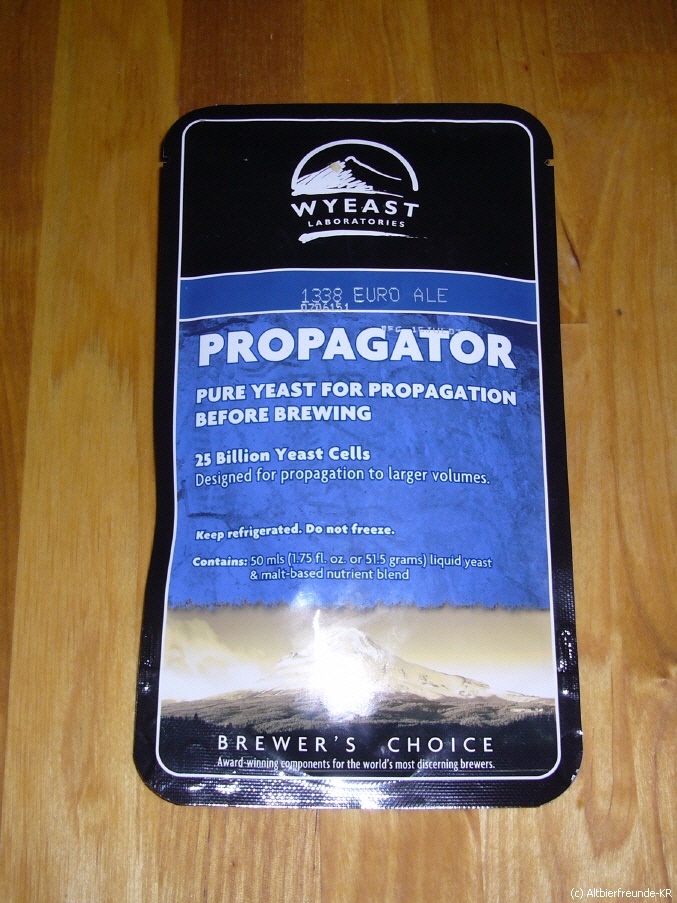 WYEAST
LABORATORIES
1338 EURO ALE
PROPAGATOR
PURE YEAST FOR PROPAGATION
BEFORE BREWING
25 Billion Yeast Cells
Designed for propagation to larger volumes.
Keep refrigerated. Do not freeze.
Contains: 50 mls (1.75 fl. oz. or 51.5 grams) liquid yeast
& malt-based nutrient blend
BREWER'S CHOICE
Award-winning components for the world's most discerning brewers.
(c) Altbierfreunde-KR